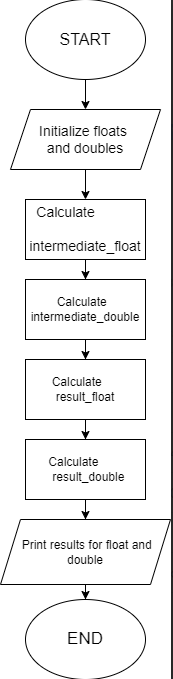 START
Initialize floats
and doubles
Calculate
intermediate_float
Calculate
intermediate_double
Calculate
result_float
Calculate
result_double
Print results for float and
double
END